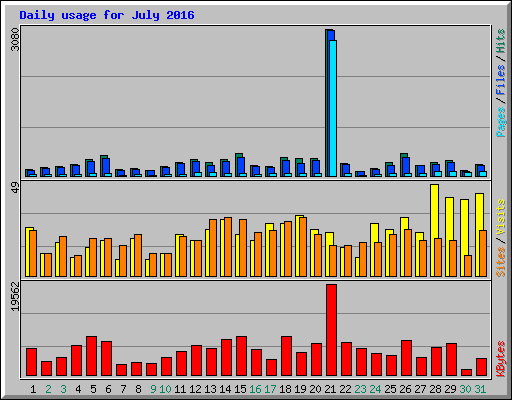 Daily usage for July 2016
3080
Pages / Files / Hits
49
Sites / Visits
19562
KBytes
1 2 3 4 5 6 7 8 9 10 11 12 13 14 15 16 17 18 19 20 21 22 23 24 25 26 27 28 29 30 31